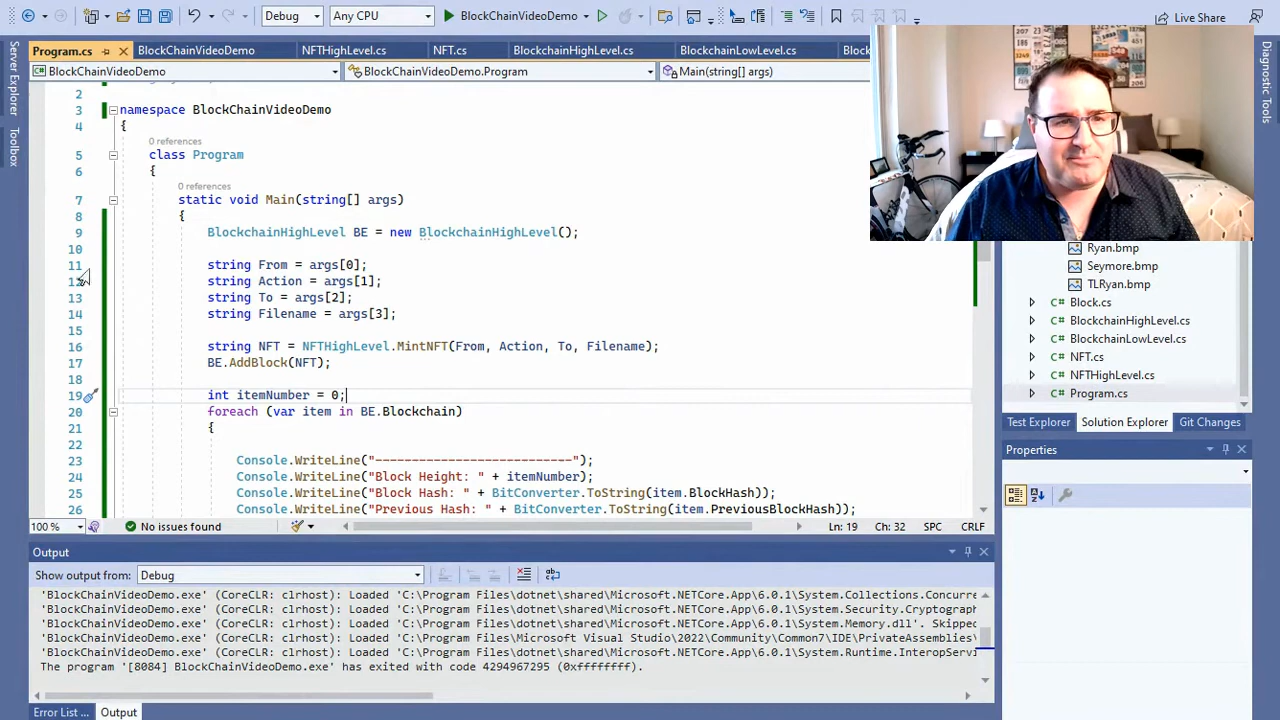 Debug
Any CPU
BlockChainVideoDemo
Live Share
Program.cs
BlockChainVideoDemo
NFTHighLevel.cs
NFT.cs
BlockchainHighLevel.cs
BlockchainLowLevel.cs
Block
BlockChainVideoDemo
BlockChainVideoDemo.Program
Main(string[] args)
Server Explorer
Toolbox
Diagnostic Tools
2
3 namespace BlockChainVideoDemo
4 {
0 references
5 class Program
6 {
0 references
7 static void Main(string[] args)
8 {
9 BlockchainHighLevel BE = new BlockchainHighLevel();
10
11 string From = args[0];
12 string Action = args[1];
13 string To = args[2];
14 string Filename = args[3];
15
16 string NFT = NFTHighLevel.MintNFT(From, Action, To, Filename);
17 BE.AddBlock(NFT);
18
19 int itemNumber = 0;
20 foreach (var item in BE.Blockchain)
21 {
22
23 Console.WriteLine("---------------------------");
24 Console.WriteLine("Block Height: " + itemNumber);
25 Console.WriteLine("Block Hash: " + BitConverter.ToString(item.BlockHash));
26 Console.WriteLine("Previous Hash: " + BitConverter.ToString(item.PreviousBlockHash));
100 %
No issues found
Ln: 19
Ch: 32
SPC
CRLF
Ryan.bmp
Seymore.bmp
TLRyan.bmp
C# Block.cs
C# BlockchainHighLevel.cs
C# BlockchainLowLevel.cs
C# NFT.cs
C# NFTHighLevel.cs
C# Program.cs
Test Explorer
Solution Explorer
Git Changes
Properties
Output
Show output from:
Debug
'BlockChainVideoDemo.exe' (CoreCLR: clrhost): Loaded 'C:\Program Files\dotnet\shared\Microsoft.NETCore.App\6.0.1\System.Collections.Concurre
'BlockChainVideoDemo.exe' (CoreCLR: clrhost): Loaded 'C:\Program Files\dotnet\shared\Microsoft.NETCore.App\6.0.1\System.Security.Cryptograph
'BlockChainVideoDemo.exe' (CoreCLR: clrhost): Loaded 'C:\Program Files\dotnet\shared\Microsoft.NETCore.App\6.0.1\System.Memory.dll'. Skipped
'BlockChainVideoDemo.exe' (CoreCLR: clrhost): Loaded 'C:\Program Files\Microsoft Visual Studio\2022\Community\Common7\IDE\PrivateAssemblies\
'BlockChainVideoDemo.exe' (CoreCLR: clrhost): Loaded 'C:\Program Files\dotnet\shared\Microsoft.NETCore.App\6.0.1\System.Runtime.InteropServi
The program '[8084] BlockChainVideoDemo.exe' has exited with code 4294967295 (0xffffffff).
Error List ...
Output